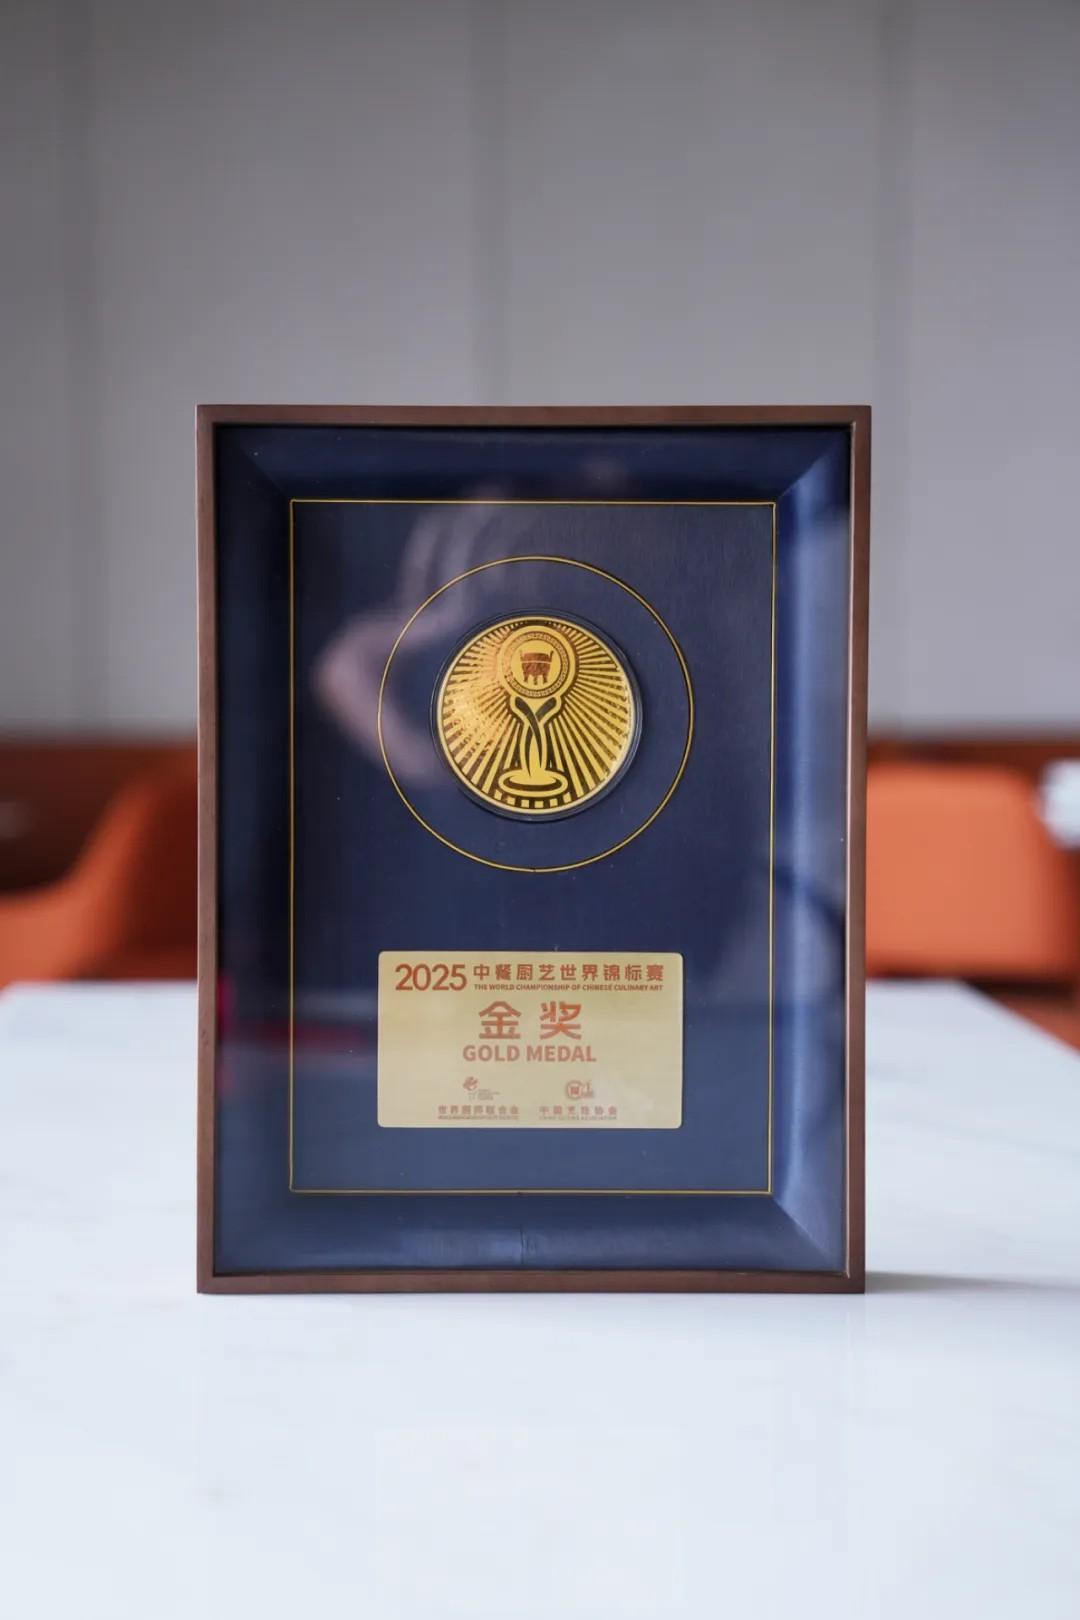 2025 中餐厨艺世界锦标赛
THE WORLD CHAMPIONSHIP OF CHINESE CULINARY ART
金奖
GOLD MEDAL
世界厨师联合会 中国烹饪协会